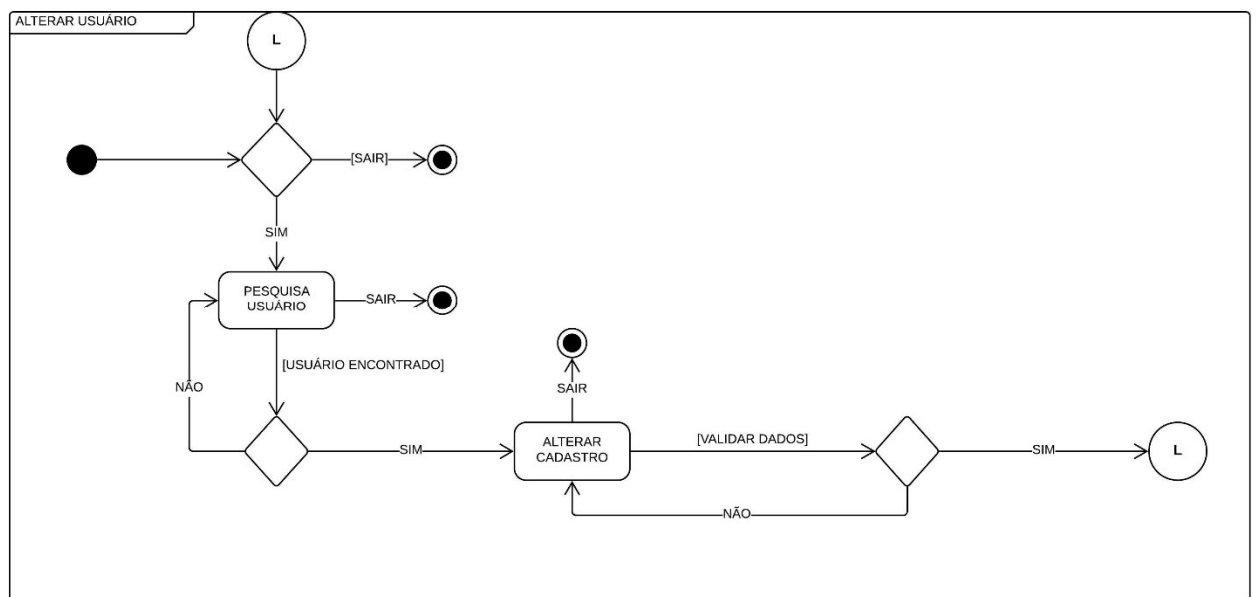 ALTERAR USUÁRIO
L
[SAIR]
SIM
PESQUISA
USUÁRIO
SAIR
[USUÁRIO ENCONTRADO]
NÃO
SAIR
SIM
ALTERAR
CADASTRO
[VALIDAR DADOS]
SIM
L
NÃO